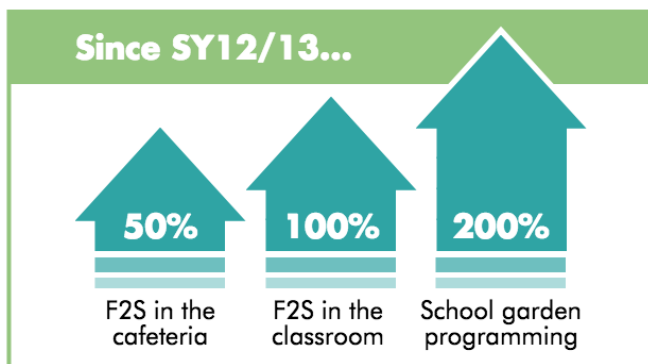 Since SY12/13...
50%
100%
200%
F2S in the
cafeteria
F2S in the
classroom
School garden
programming